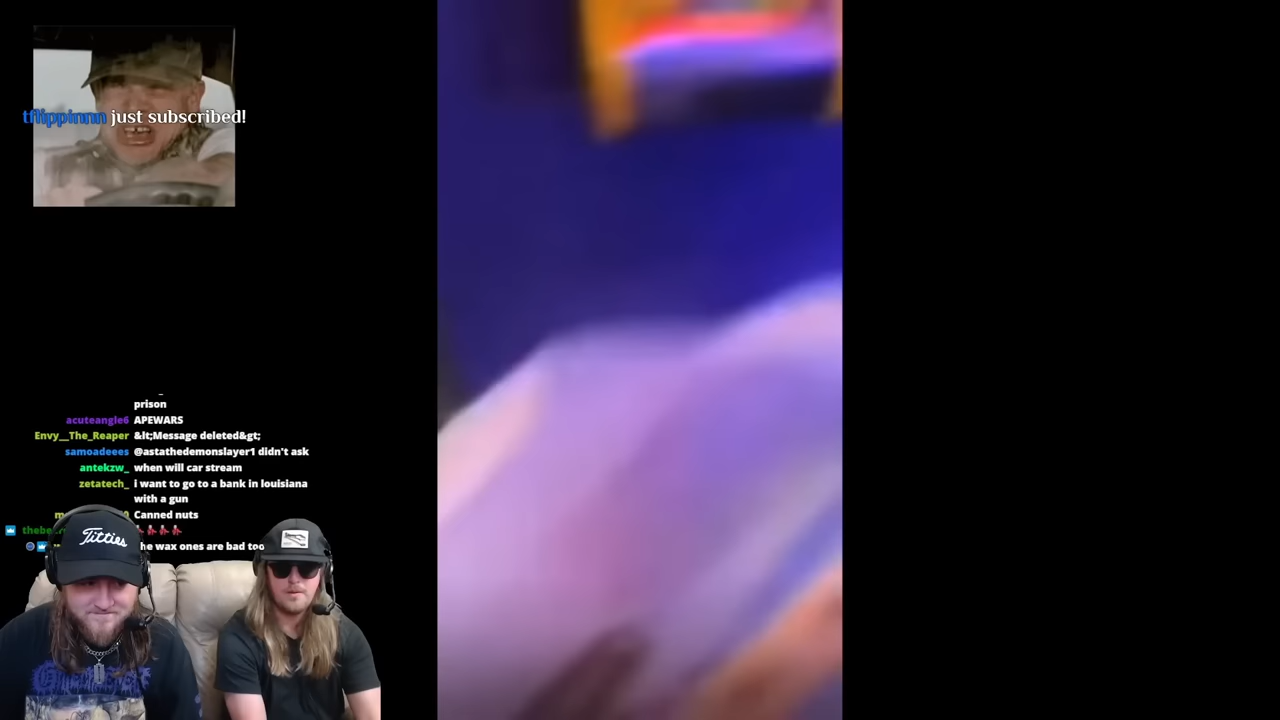 tflippinnn just subscribed!
prison
acuteangle6 APEWARS
Envy__The_Reaper &lt;Message deleted&gt;
samoadeees @astathedemonslayer1 didn't ask
antekzw_ when will car stream
zetatech_ i want to go to a bank in louisiana
with a gun
Canned nuts
he wax ones are bad too
Titties